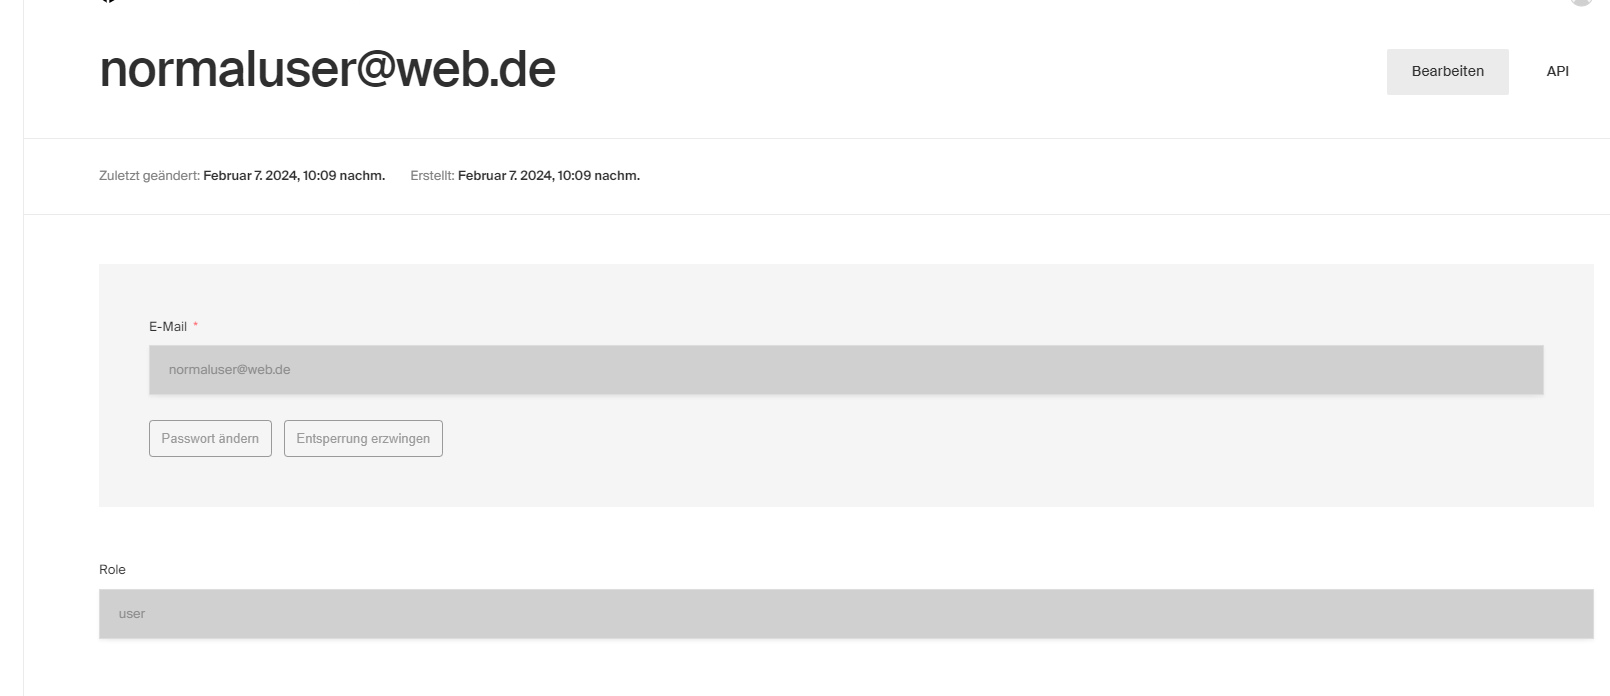 normaluser@web.de
Bearbeiten API
Zuletzt geändert: Februar 7. 2024, 10:09 nachm. Erstellt: Februar 7. 2024, 10:09 nachm.
E-Mail *
normaluser@web.de
Passwort ändern Entsperrung erzwingen
Role
user